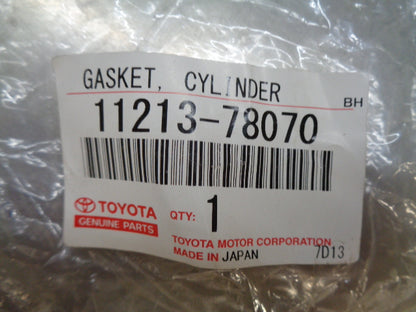 GASKET, CYLINDER
BH
11213-78070
TOYOTA
GENUINE PARTS
QTY: 1
TOYOTA MOTOR CORPORATION
MADE IN JAPAN 7D13